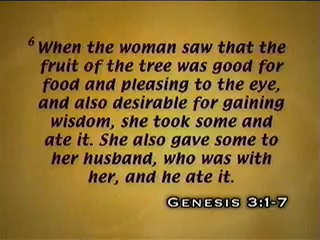 6 When the woman saw that the
fruit of the tree was good for
food and pleasing to the eye,
and also desirable for gaining
wisdom, she took some and
ate it. She also gave some to
her husband, who was with
her, and he ate it.
Genesis 3:1-7